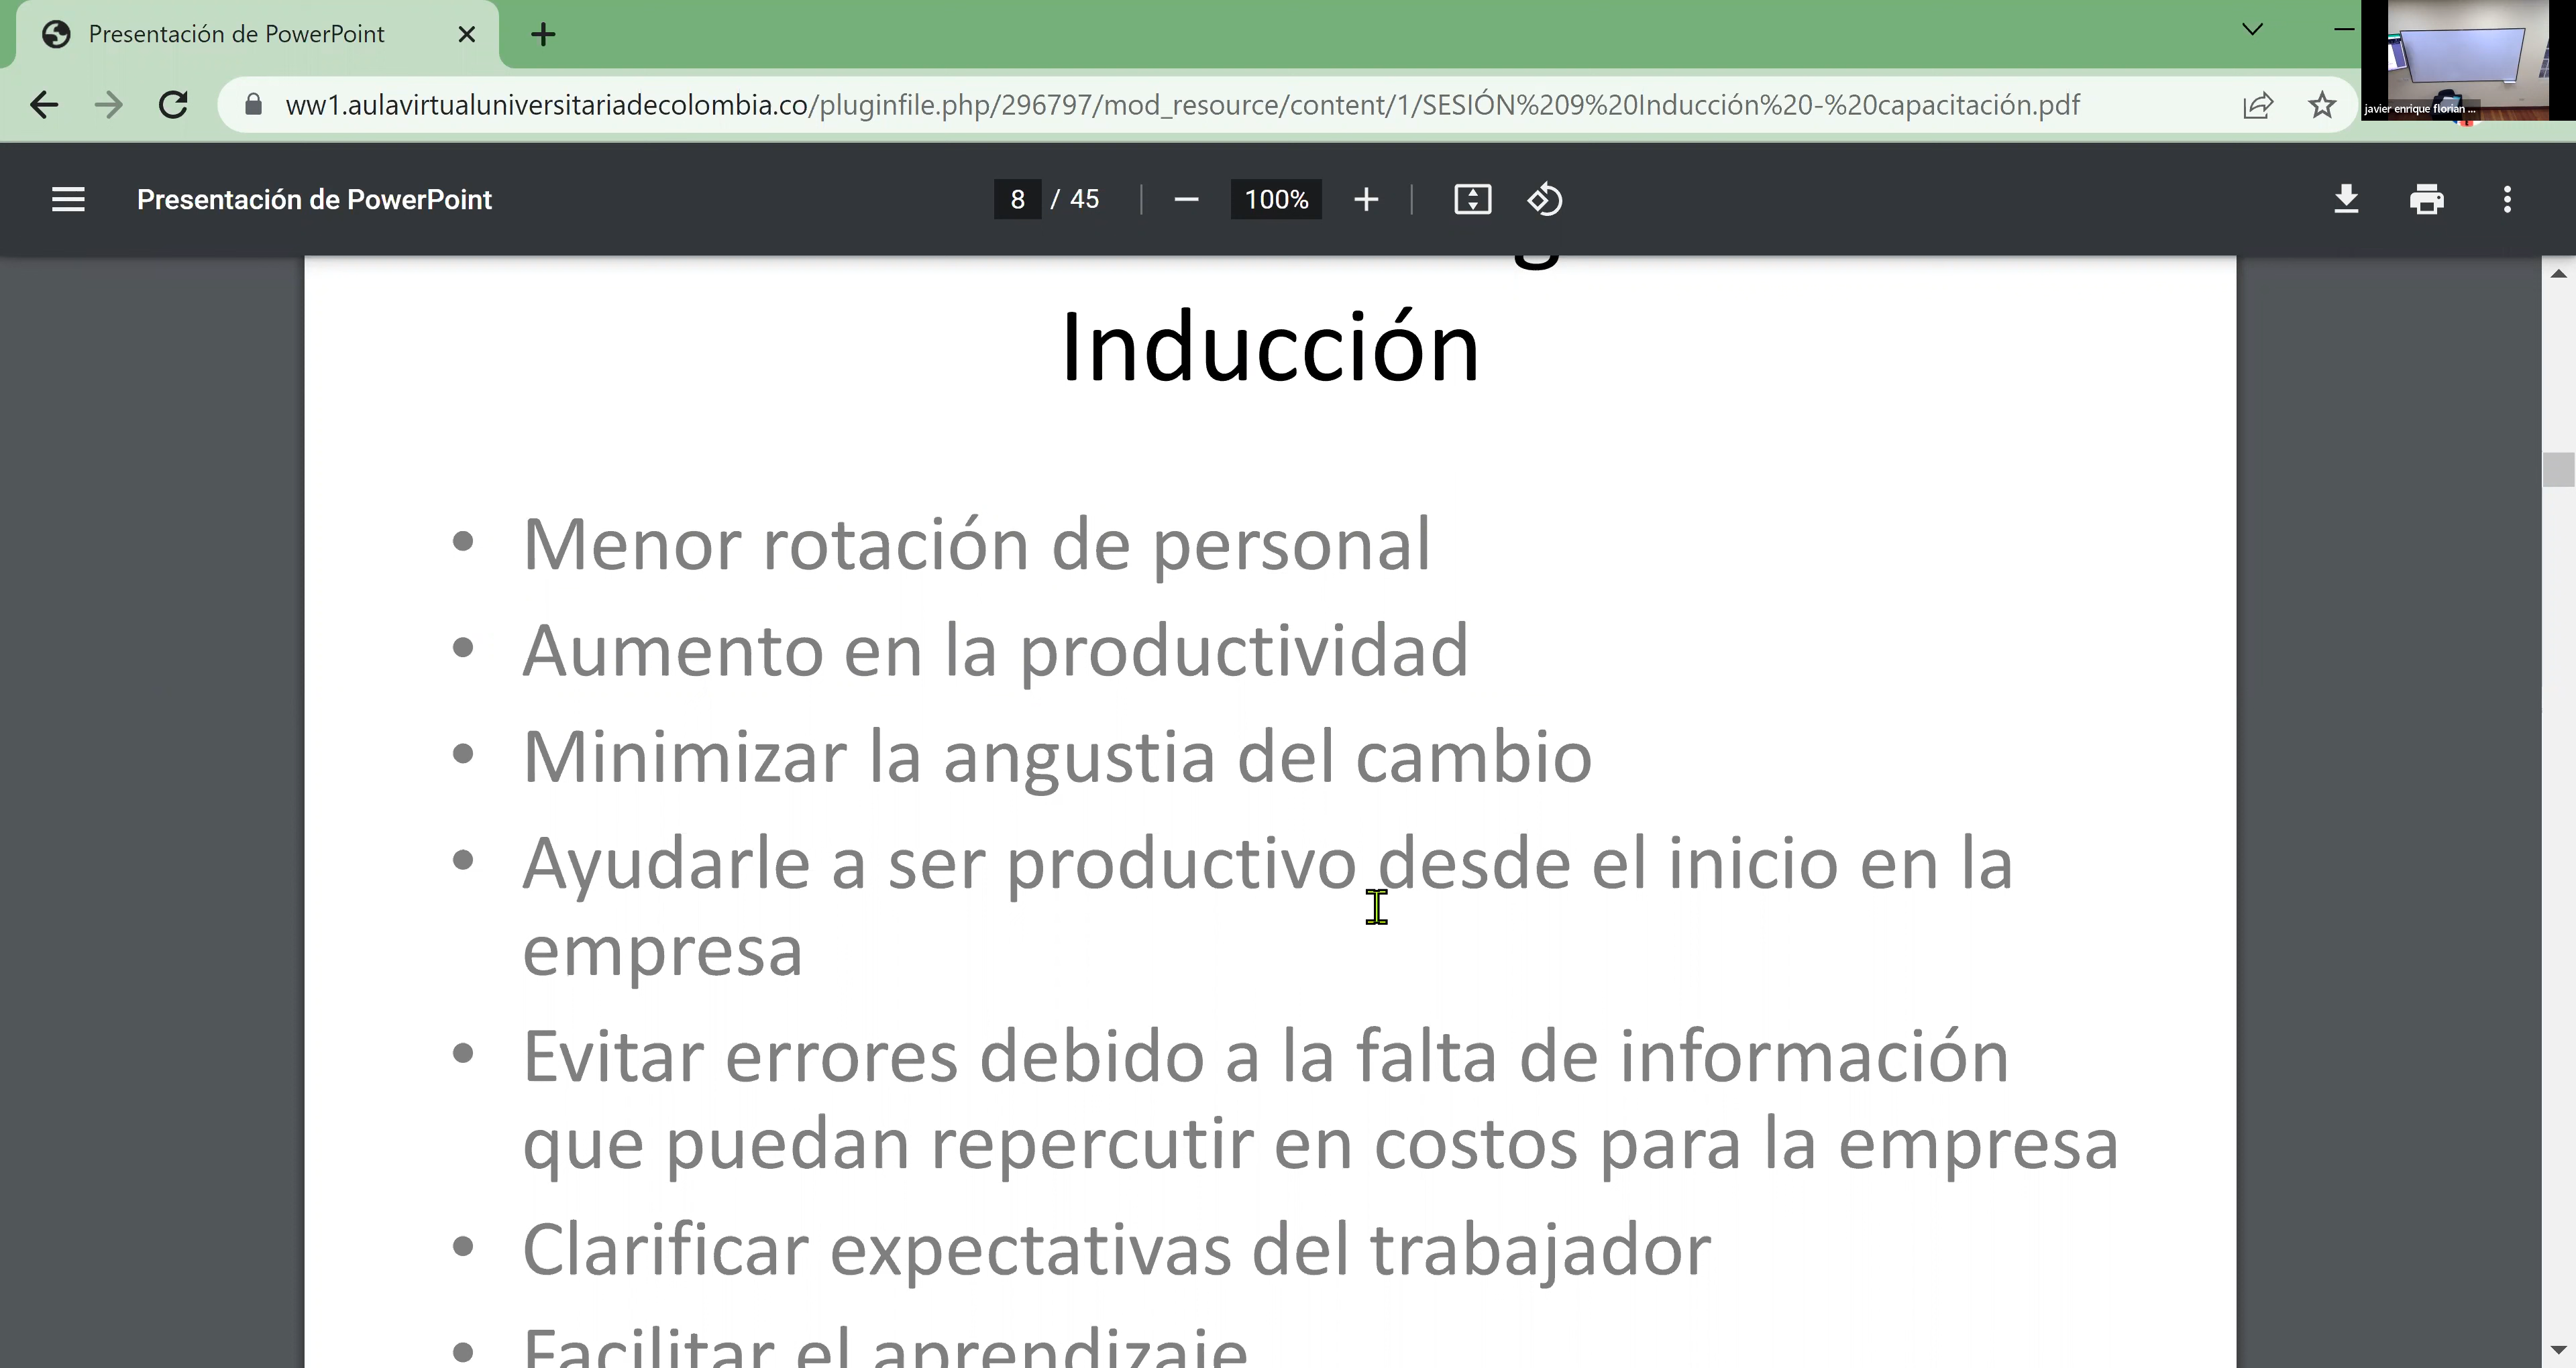 Presentación de PowerPoint
ww1.aulavirtualuniversitariadecolombia.co/pluginfile.php/296797/mod_resource/content/1/SESIÓN%209%20Inducción%20-%20capacitación.pdf
javier enrique florian ...
Presentación de PowerPoint
8 / 45
100%
Inducción
• Menor rotación de personal
• Aumento en la productividad
• Minimizar la angustia del cambio
• Ayudarle a ser productivo desde el inicio en la
empresa
• Evitar errores debido a la falta de información
que puedan repercutir en costos para la empresa
• Clarificar expectativas del trabajador
• Facilitar el aprendizaje